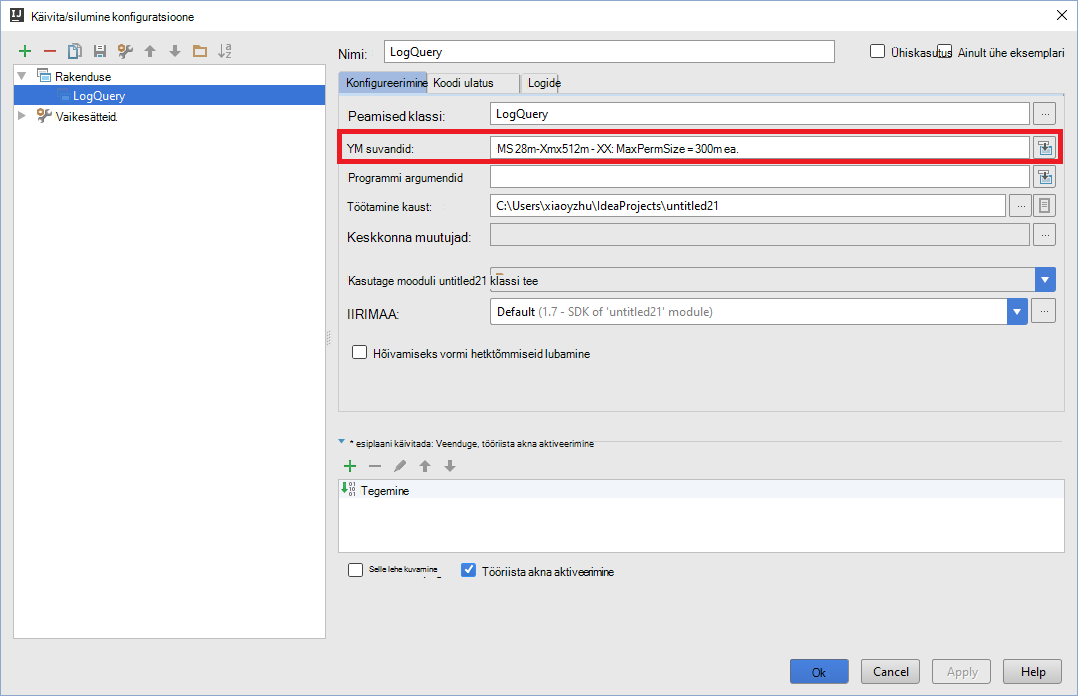 Käivita/silumine konfiguratsioone
Rakenduse
LogQuery
Vaikesätteid.
Nimi: LogQuery
Ühiskasutus Ainult ühe eksemplari
Konfigureerimine Koodi ulatus Logide
Peamised klassi: LogQuery
YM suvandid: MS 28m-Xmx512m - XX: MaxPermSize = 300m ea.
Programmi argumendid
Töötamine kaust: C:\Users\xiaoyzhu\IdeaProjects\untitled21
Keskkonna muutujad:
Kasutage mooduli untitled21 klassi tee
IIRIMAA: Default (1.7 - SDK of 'untitled21' module)
Hõivamiseks vormi hetktõmmiseid lubamine
* esiplaani käivitada: Veenduge, tööriista akna aktiveerimine
Tegemine
Selle lehe kuvamine
Tööriista akna aktiveerimine
Ok Cancel Apply Help